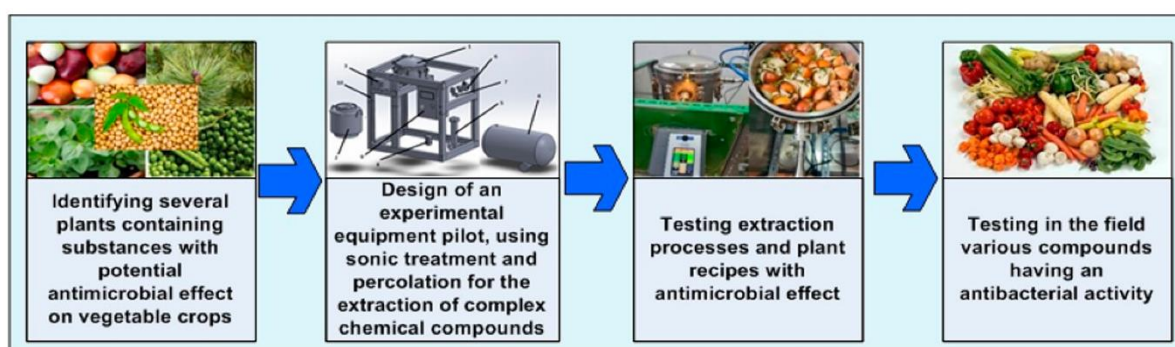 Identifying several
plants containing
substances with
potential
antimicrobial effect
on vegetable crops
Design of an
experimental
equipment pilot, using
sonic treatment and
percolation for the
extraction of complex
chemical compounds
Testing extraction
processes and plant
recipes with
antimicrobial effect
Testing in the field
various compounds
having an
antibacterial activity